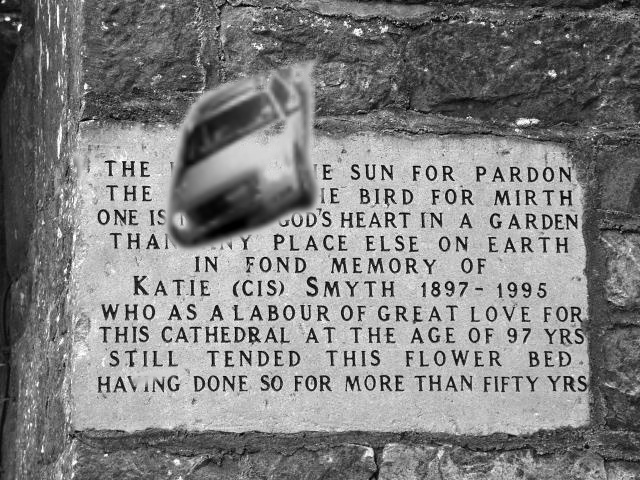 THE SUN FOR PARDON
THE BIRD FOR MIRTH
ONE IS GOD'S HEART IN A GARDEN
THAN ANY PLACE ELSE ON EARTH
IN FOND MEMORY OF
KATIE (CIS) SMYTH 1897-1995
WHO AS A LABOUR OF GREAT LOVE FOR
THIS CATHEDRAL AT THE AGE OF 97 YRS
STILL TENDED THIS FLOWER BED
HAVING DONE SO FOR MORE THAN FIFTY YRS